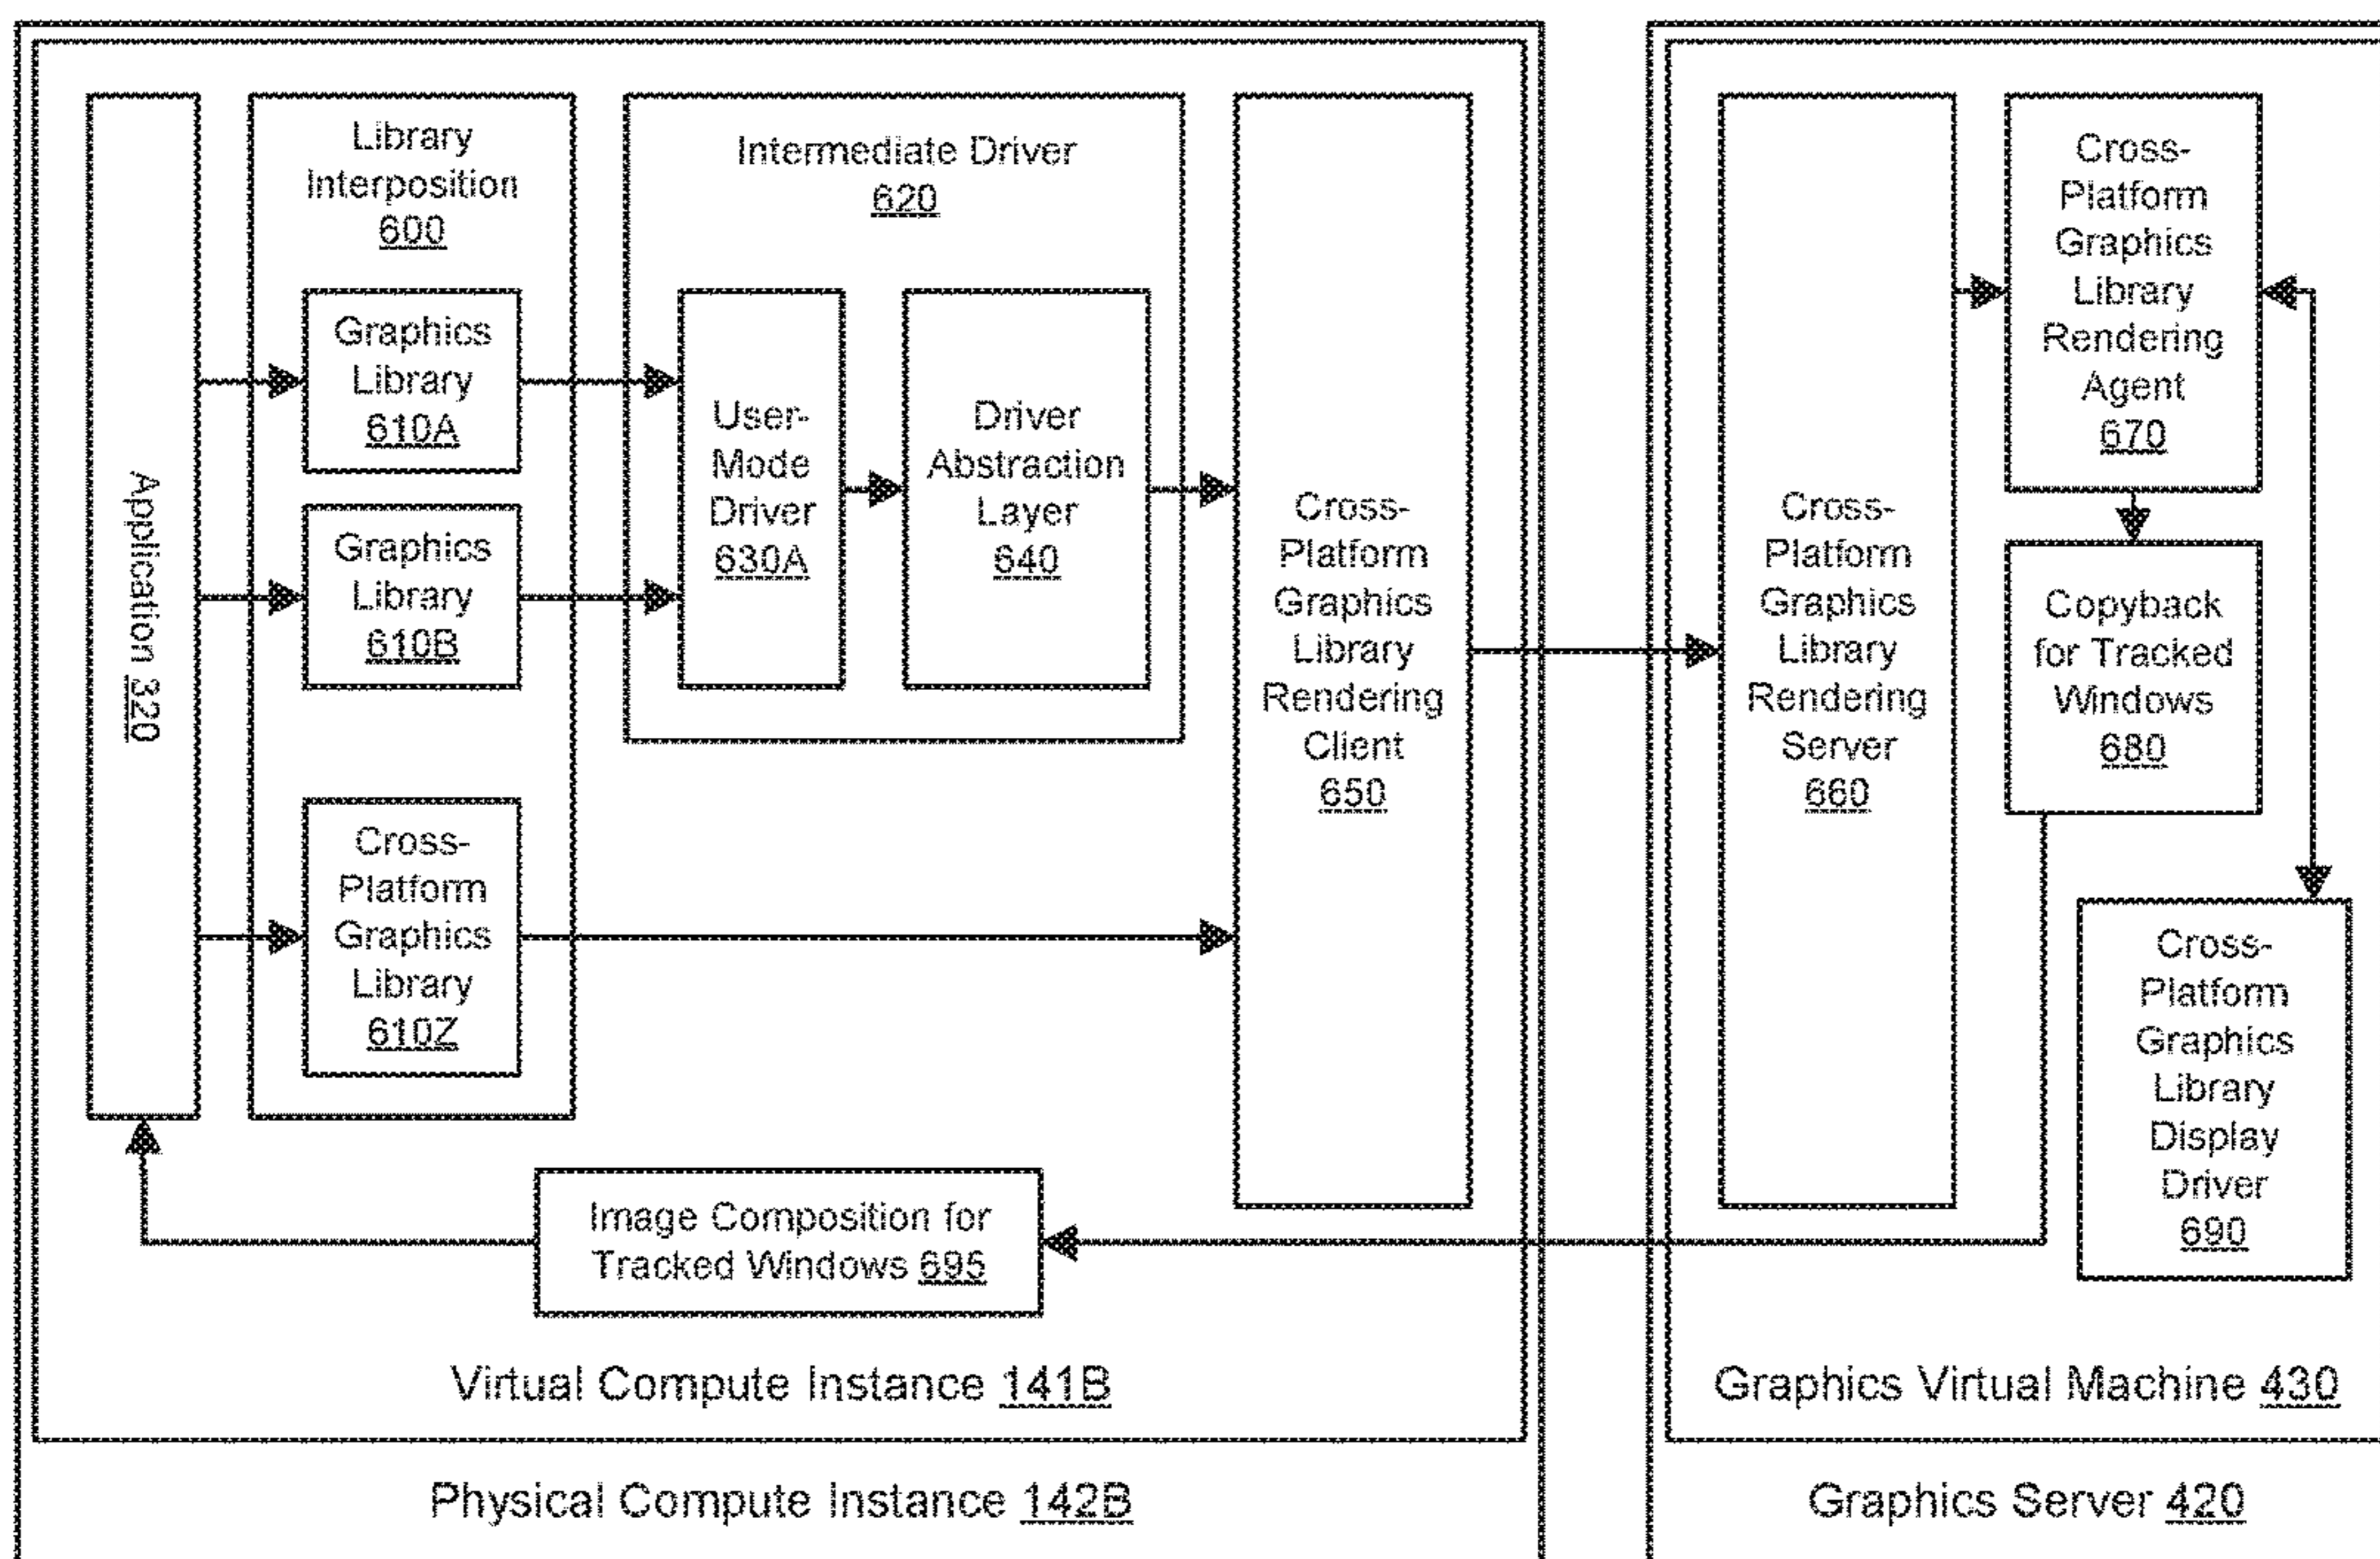 Application 320
Library
Interposition
600
Graphics
Library
610A
Graphics
Library
610B
Cross-
Platform
Graphics
Library
610Z
Intermediate Driver
620
User-
Mode
Driver
630A
Driver
Abstraction
Layer
640
Cross-
Platform
Graphics
Library
Rendering
Client
650
Image Composition for
Tracked Windows 695
Virtual Compute Instance 141B
Physical Compute Instance 142B
Cross-
Platform
Graphics
Library
Rendering
Server
660
Cross-
Platform
Graphics
Library
Rendering
Agent
670
Copyback
for Tracked
Windows
680
Cross-
Platform
Graphics
Library
Display
Driver
690
Graphics Virtual Machine 430
Graphics Server 420